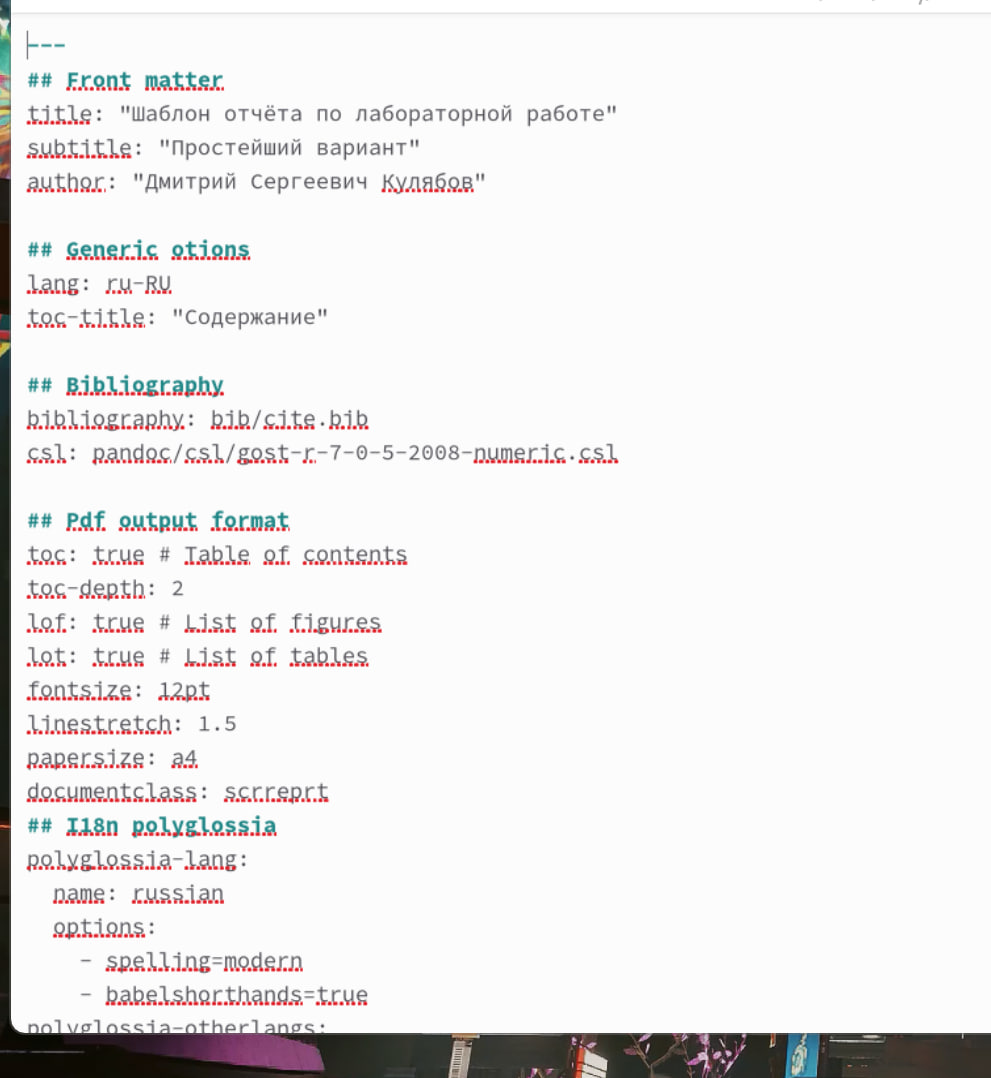 ---
## Front matter
title: "Шаблон отчёта по лабораторной работе"
subtitle: "Простейший вариант"
author: "Дмитрий Сергеевич Кулябов"
## Generic otions
lang: ru-RU
toc-title: "Содержание"
## Bibliography
bibliography: bib/cite.bib
csl: pandoc/csl/gost-r-7-0-5-2008-numeric.csl
## Pdf output format
toc: true # Table of contents
toc-depth: 2
lof: true # List of figures
lot: true # List of tables
fontsize: 12pt
linestretch: 1.5
papersize: a4
documentclass: scrreprt
## I18n polyglossia
polyglossia-lang:
  name: russian
  options:
    - spelling=modern
    - babelshorthands=true
polyglossia-otherlangs: